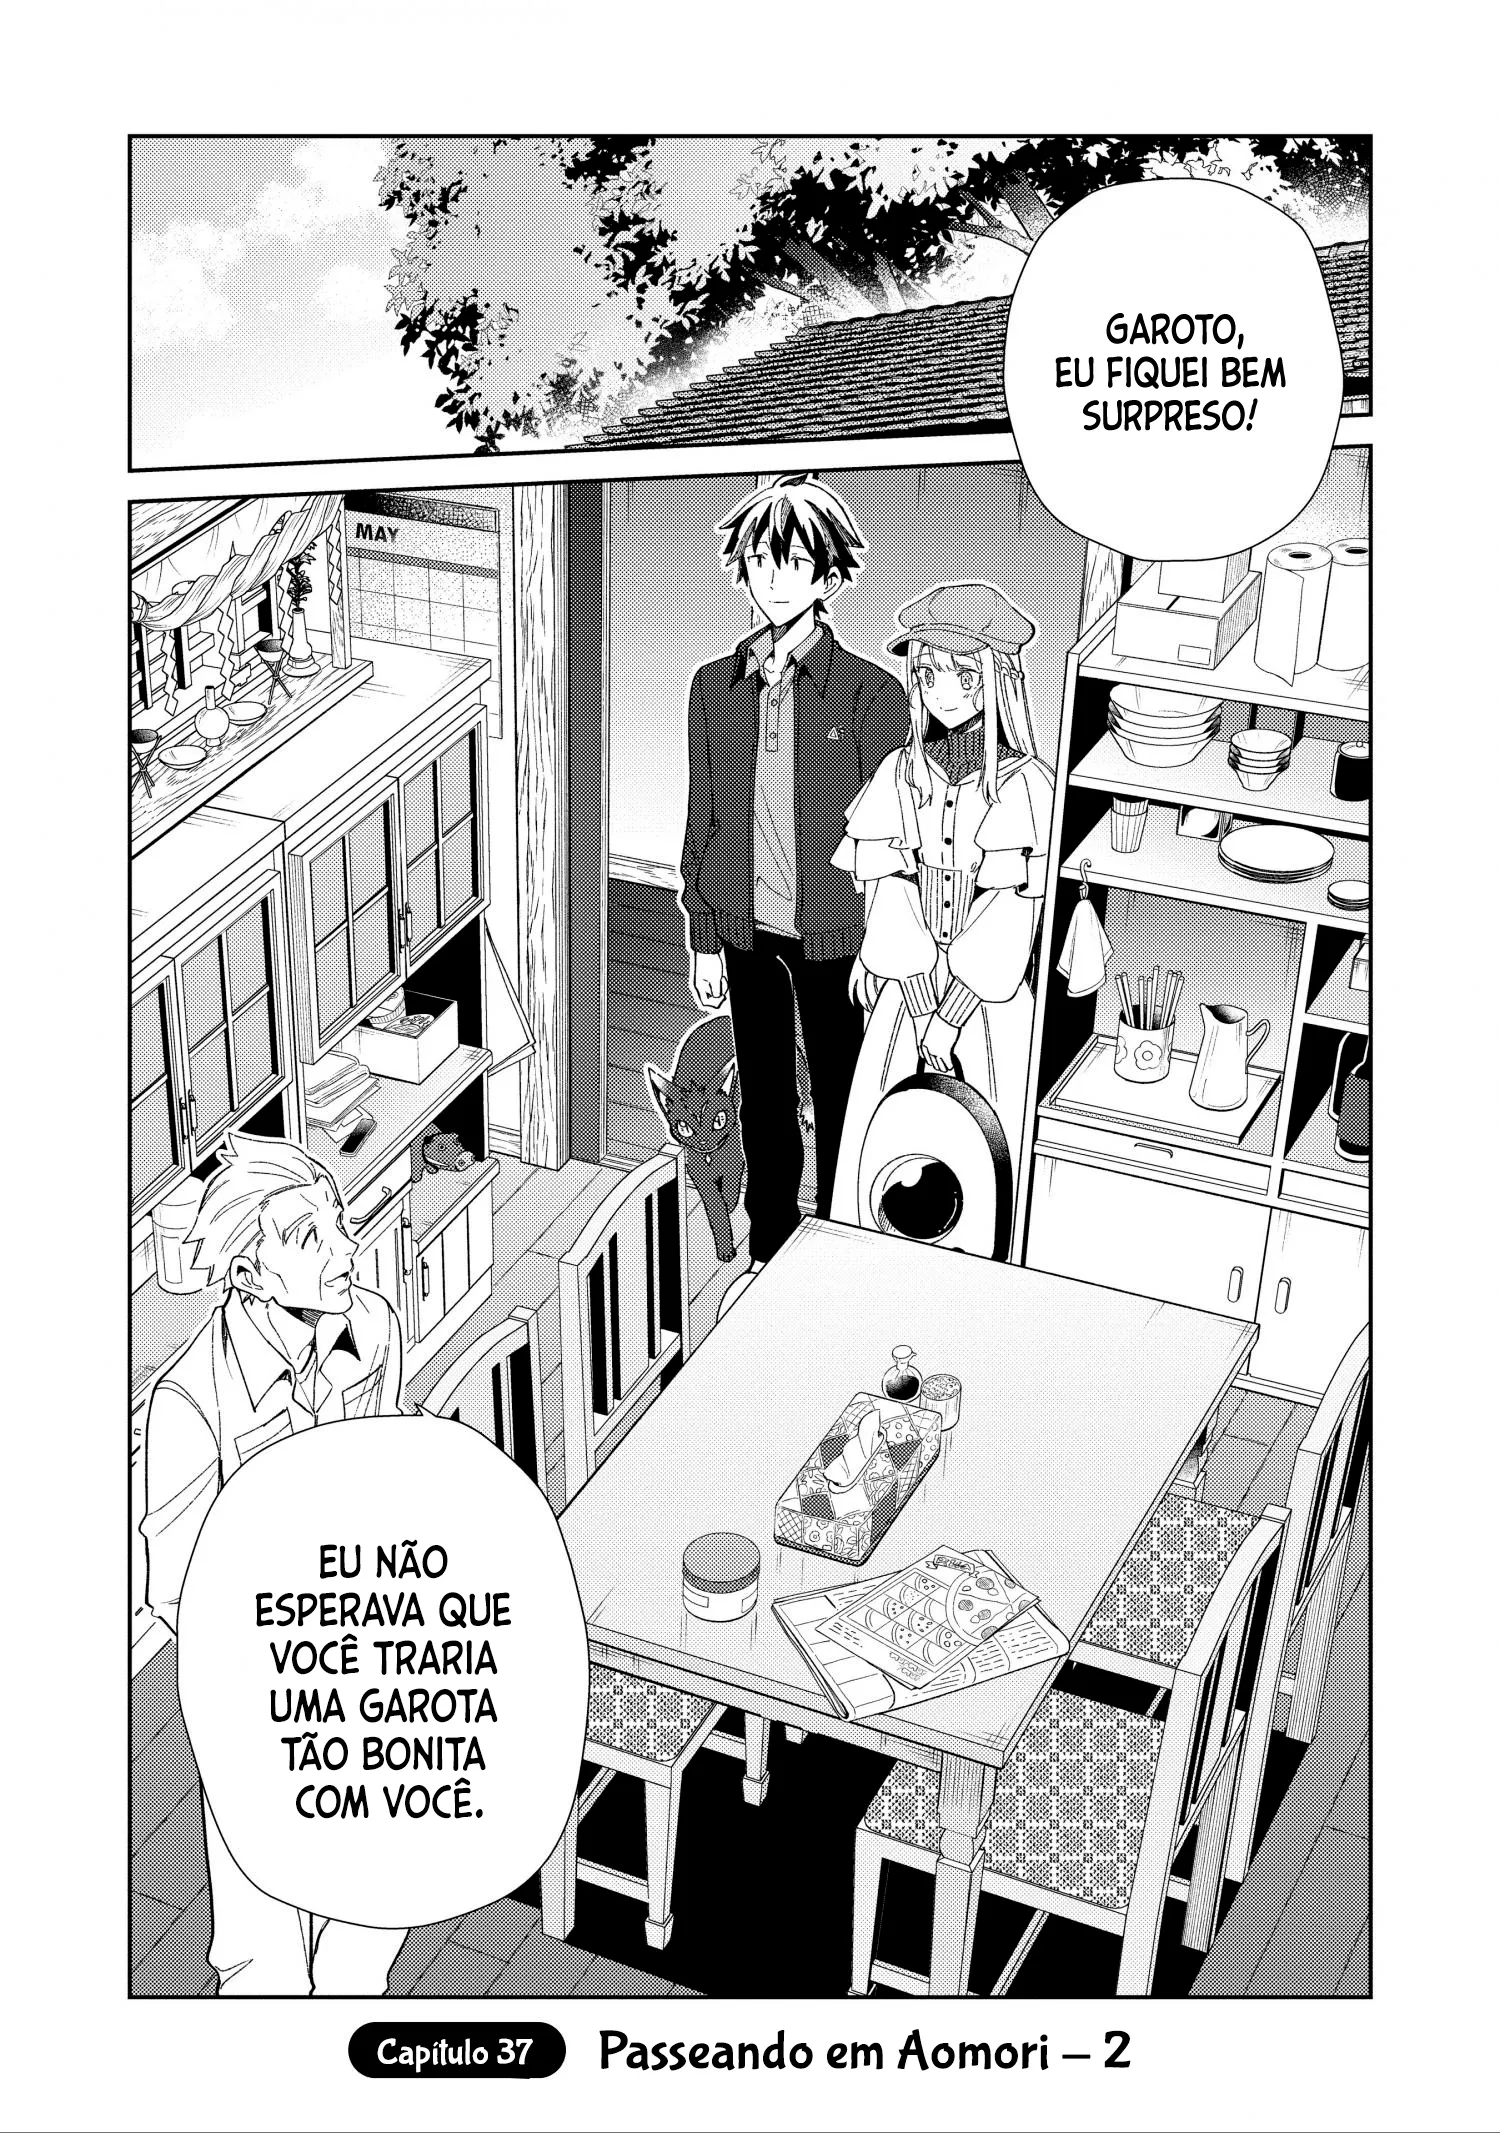 GAROTO,
EU FIQUEI BEM
SURPRESO!
MAY
EU NÃO
ESPERAVA QUE
VOCÊ TRARIA
UMA GAROTA
TÃO BONITA
COM VOCÊ.
Capítulo 37 Passeando em Aomori – 2